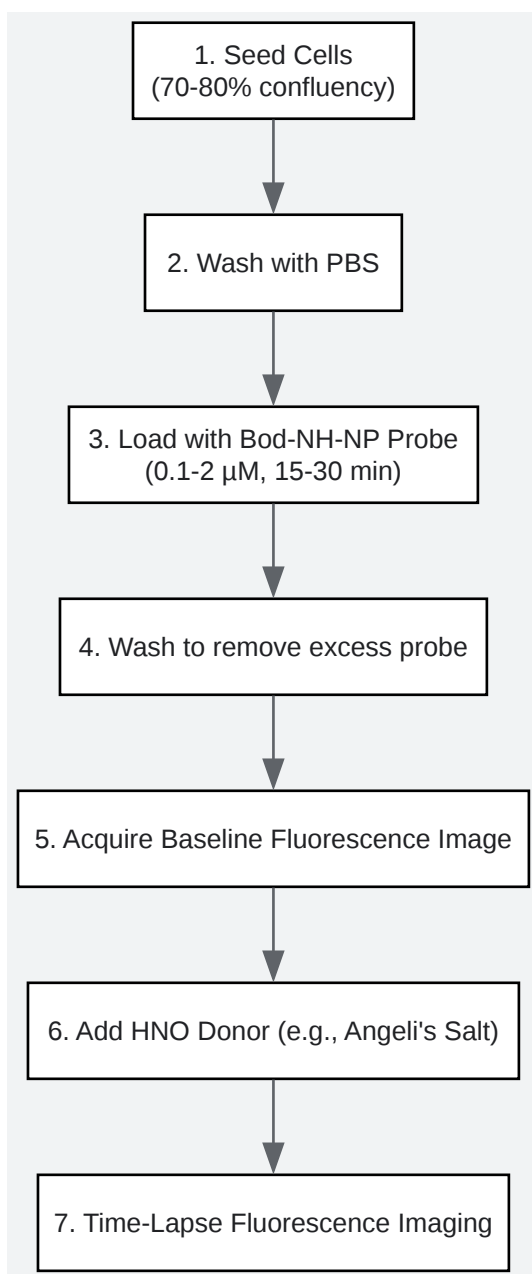 1. Seed Cells
(70-80% confluency)
2. Wash with PBS
3. Load with Bod-NH-NP Probe
(0.1-2 µM, 15-30 min)
4. Wash to remove excess probe
5. Acquire Baseline Fluorescence Image
6. Add HNO Donor (e.g., Angeli's Salt)
7. Time-Lapse Fluorescence Imaging